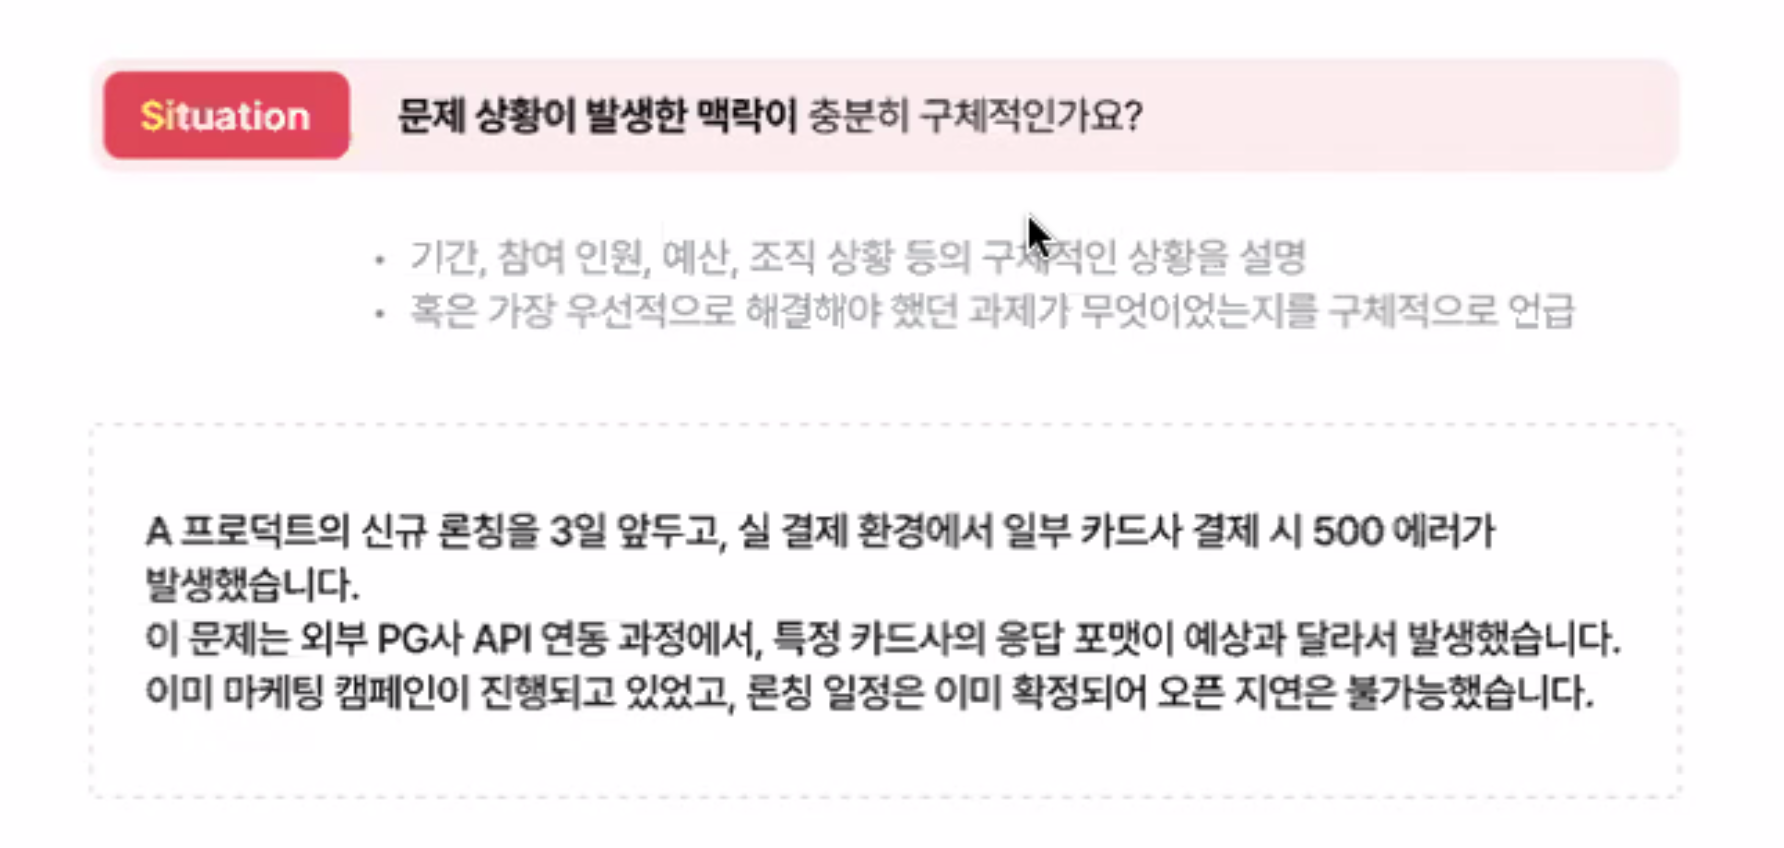 Situation 문제 상황이 발생한 맥락이 충분히 구체적인가요?
• 기간, 참여 인원, 예산, 조직 상황 등의 구체적인 상황을 설명
• 혹은 가장 우선적으로 해결해야 했던 과제가 무엇이었는지를 구체적으로 언급
A 프로덕트의 신규 론칭을 3일 앞두고, 실 결제 환경에서 일부 카드사 결제 시 500 에러가
발생했습니다.
이 문제는 외부 PG사 API 연동 과정에서, 특정 카드사의 응답 포맷이 예상과 달라서 발생했습니다.
이미 마케팅 캠페인이 진행되고 있었고, 론칭 일정은 이미 확정되어 오픈 지연은 불가능했습니다.